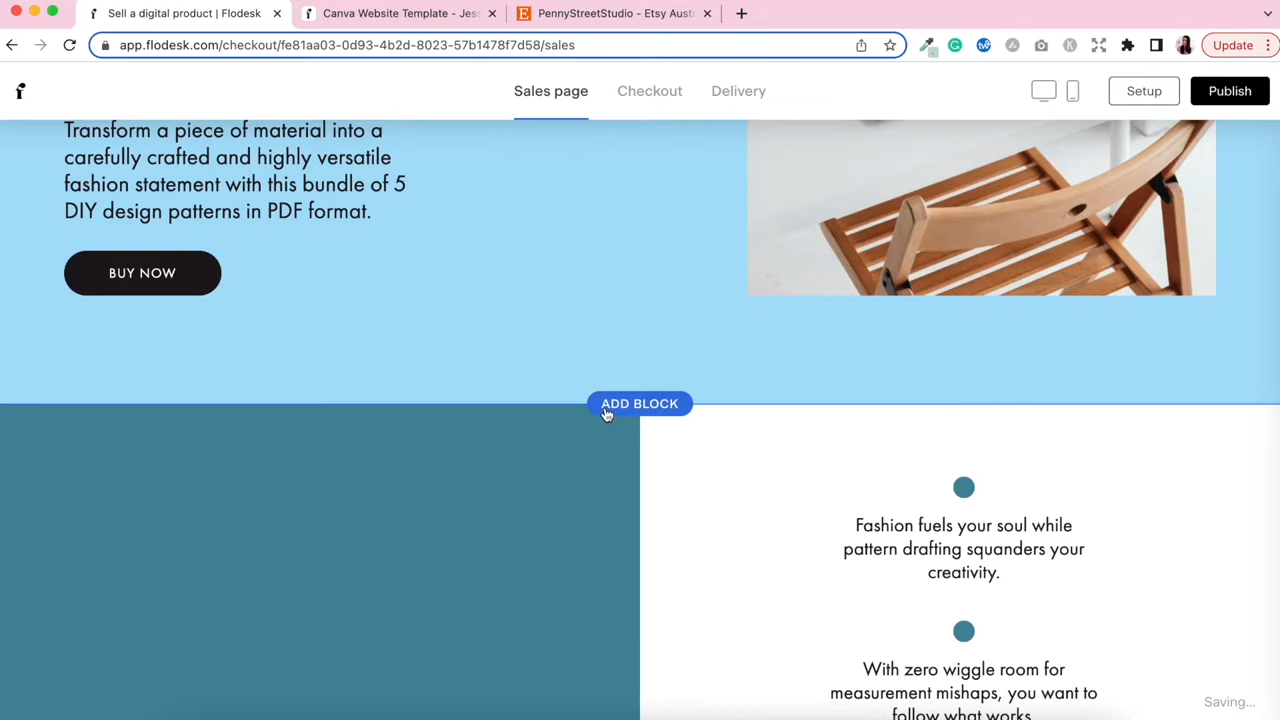 Sell a digital product | Flodesk
Canva Website Template - Jes
PennyStreetStudio - Etsy Aust
app.flodesk.com/checkout/fe81aa03-0d93-4b2d-8023-57b1478f7d58/sales
Update
Sales page
Checkout
Delivery
Setup
Publish
Transform a piece of material into a
carefully crafted and highly versatile
fashion statement with this bundle of 5
DIY design patterns in PDF format.
BUY NOW
ADD BLOCK
Fashion fuels your soul while
pattern drafting squanders your
creativity.
With zero wiggle room for
measurement mishaps, you want to
follow what works
Saving...